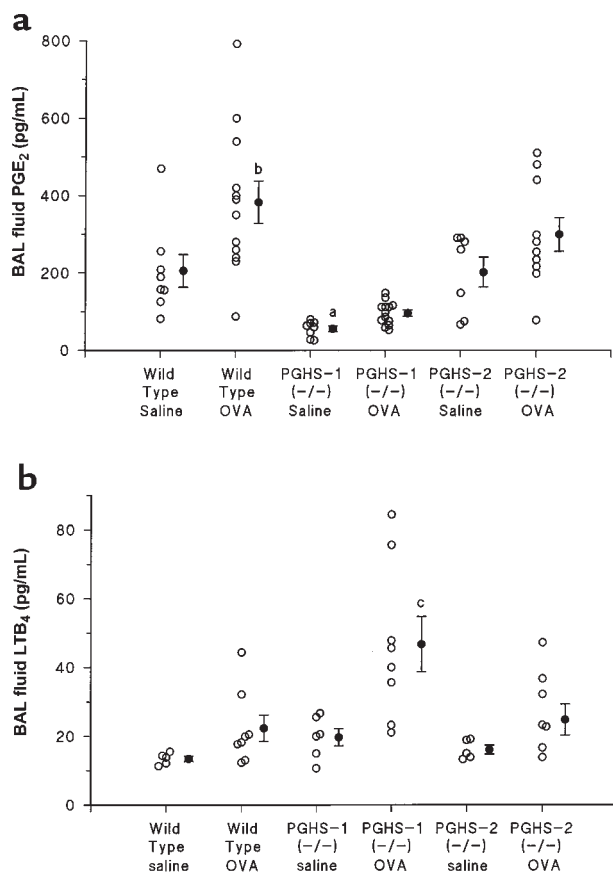 a
BAL fluid PGE₂ (pg/mL)
800
600
400
200
0
b
a
Wild Type Saline
Wild Type OVA
PGHS-1 (−/−) Saline
PGHS-1 (−/−) OVA
PGHS-2 (−/−) Saline
PGHS-2 (−/−) OVA
b
BAL fluid LTB₄ (pg/mL)
80
60
40
20
0
c
Wild Type saline
Wild Type OVA
PGHS-1 (−/−) saline
PGHS-1 (−/−) OVA
PGHS-2 (−/−) saline
PGHS-2 (−/−) OVA